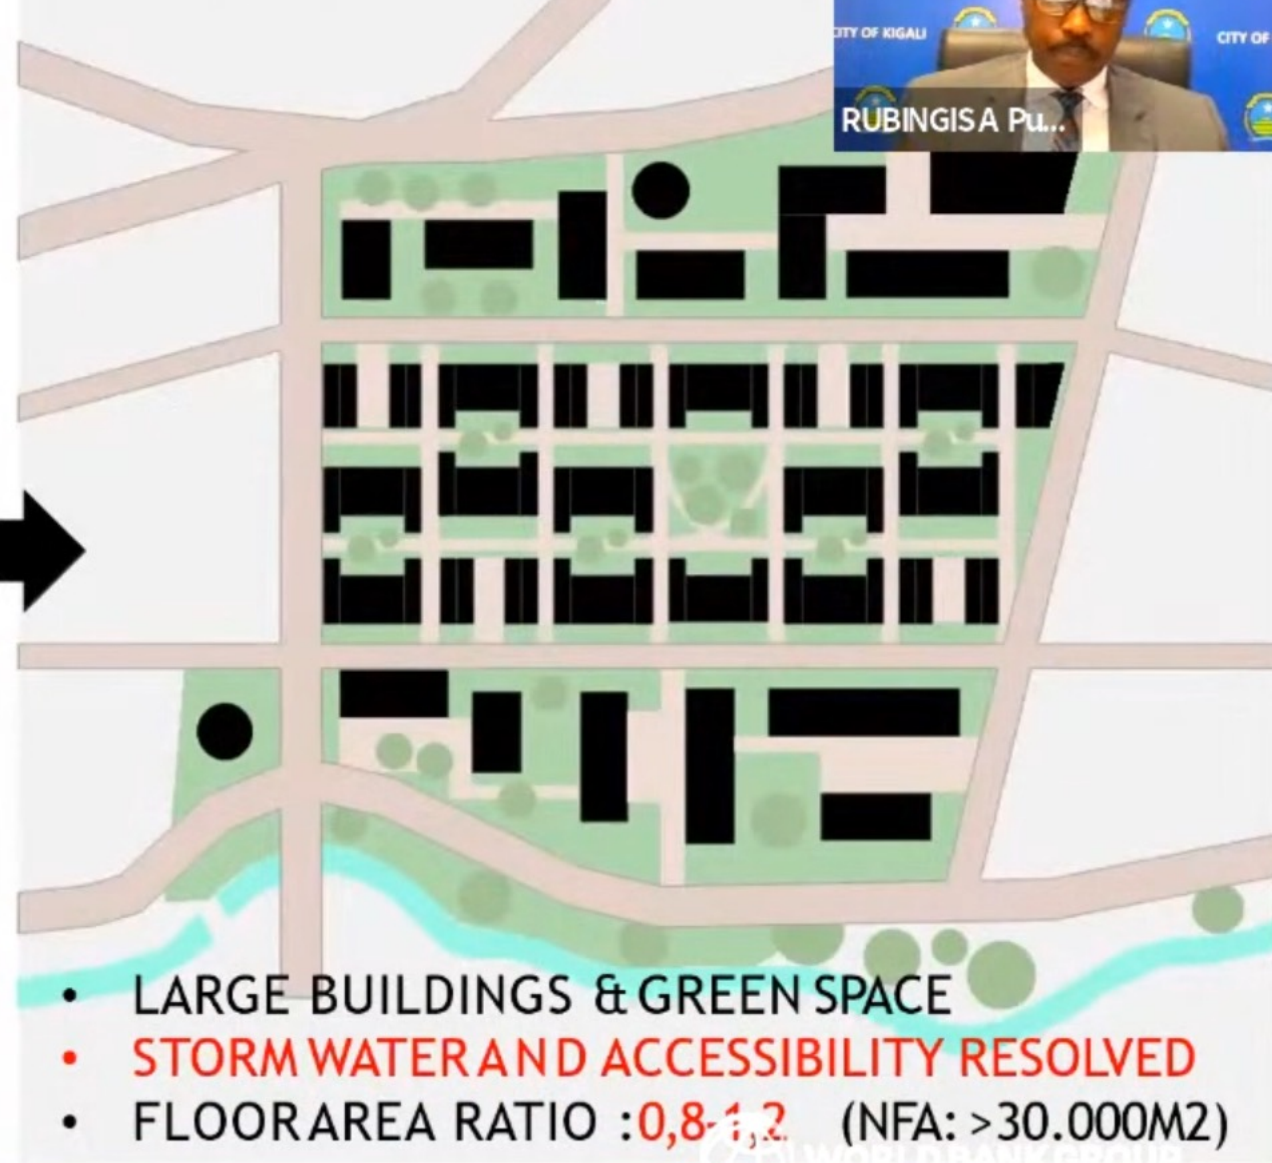 CITY OF KIGALI
CITY OF
RUBINGISA Pu...
• LARGE BUILDINGS & GREEN SPACE
• STORM WATER AND ACCESSIBILITY RESOLVED
• FLOOR AREA RATIO : 0,8-1,2 (NFA: >30.000M2)
WORLD BANK GROUP